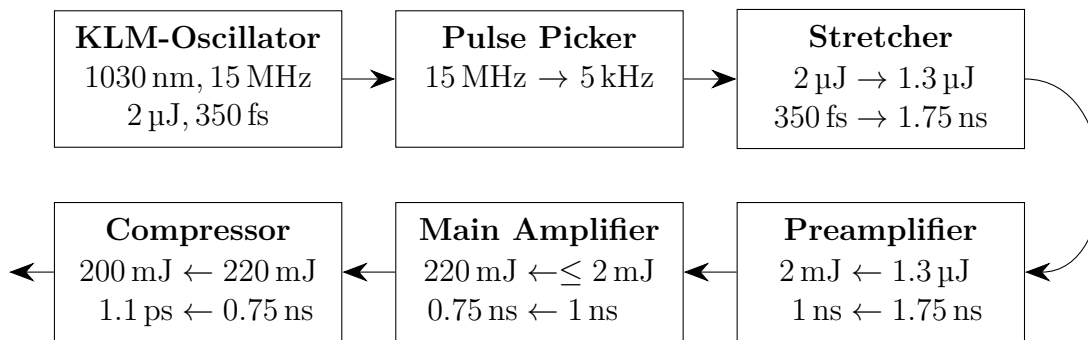 KLM-Oscillator
1030 nm, 15 MHz
2 µJ, 350 fs
Pulse Picker
15 MHz → 5 kHz
Stretcher
2 µJ → 1.3 µJ
350 fs → 1.75 ns
Compressor
200 mJ ← 220 mJ
1.1 ps ← 0.75 ns
Main Amplifier
220 mJ ←≤ 2 mJ
0.75 ns ← 1 ns
Preamplifier
2 mJ ← 1.3 µJ
1 ns ← 1.75 ns